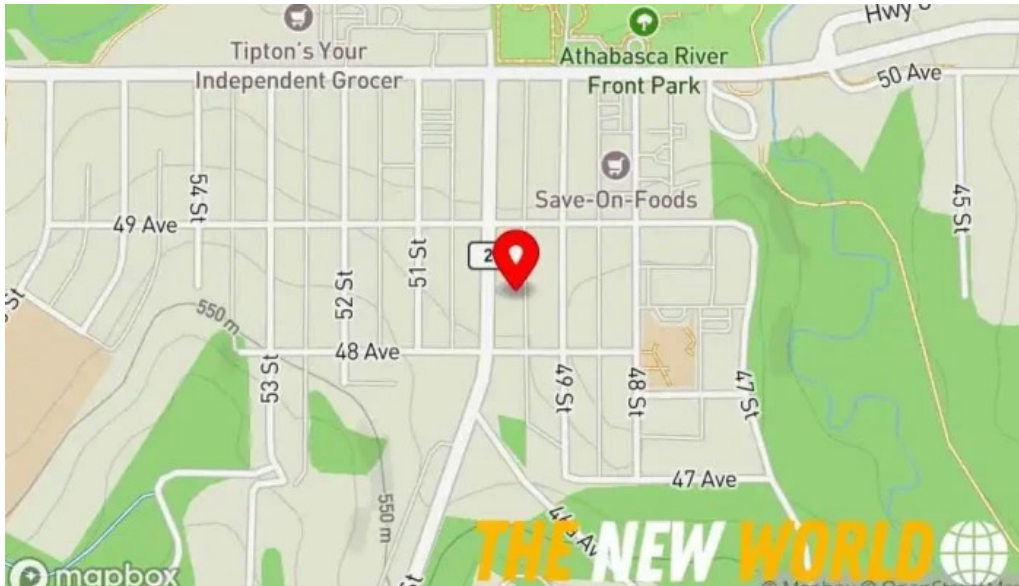 Hwy
Tipton's Your
Independent Grocer
Athabasca River
Front Park
50 Ave
Save-On-Foods
54 St
45 St
49 Ave
51 St
2
52 St
550 m
48 Ave
53 St
49 St
48 St
47 St
47 Ave
550 m
St
THE NEW WORLD
mapbox